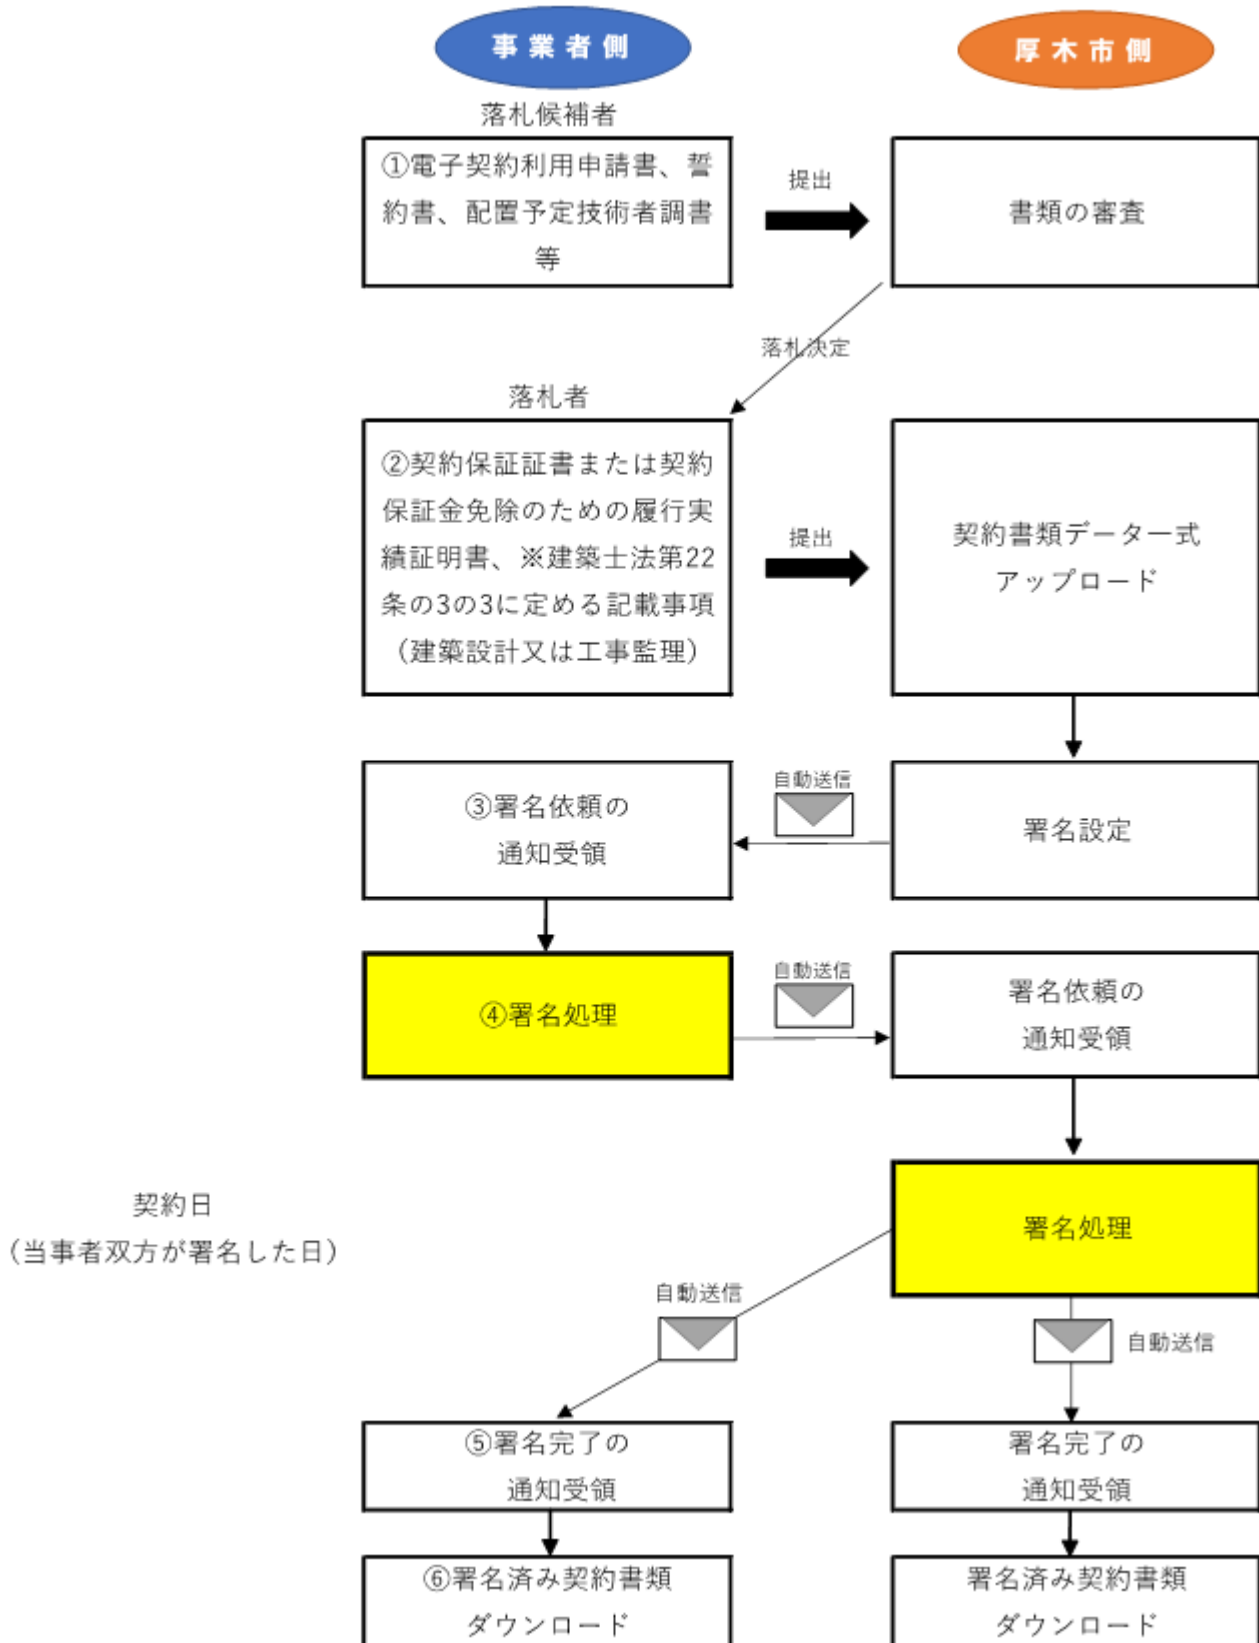 事業者側
厚木市側
落札候補者
①電子契約利用申請書、誓
約書、配置予定技術者調書
等
提出
書類の審査
落札決定
落札者
②契約保証証書または契約
保証金免除のための履行実
績証明書、※建築士法第22
条の3の3に定める記載事項
（建築設計又は工事監理）
提出
契約書類データ一式
アップロード
③署名依頼の
通知受領
自動送信
署名設定
④署名処理
自動送信
署名依頼の
通知受領
契約日
（当事者双方が署名した日）
署名処理
自動送信
自動送信
⑤署名完了の
通知受領
署名完了の
通知受領
⑥署名済み契約書類
ダウンロード
署名済み契約書類
ダウンロード